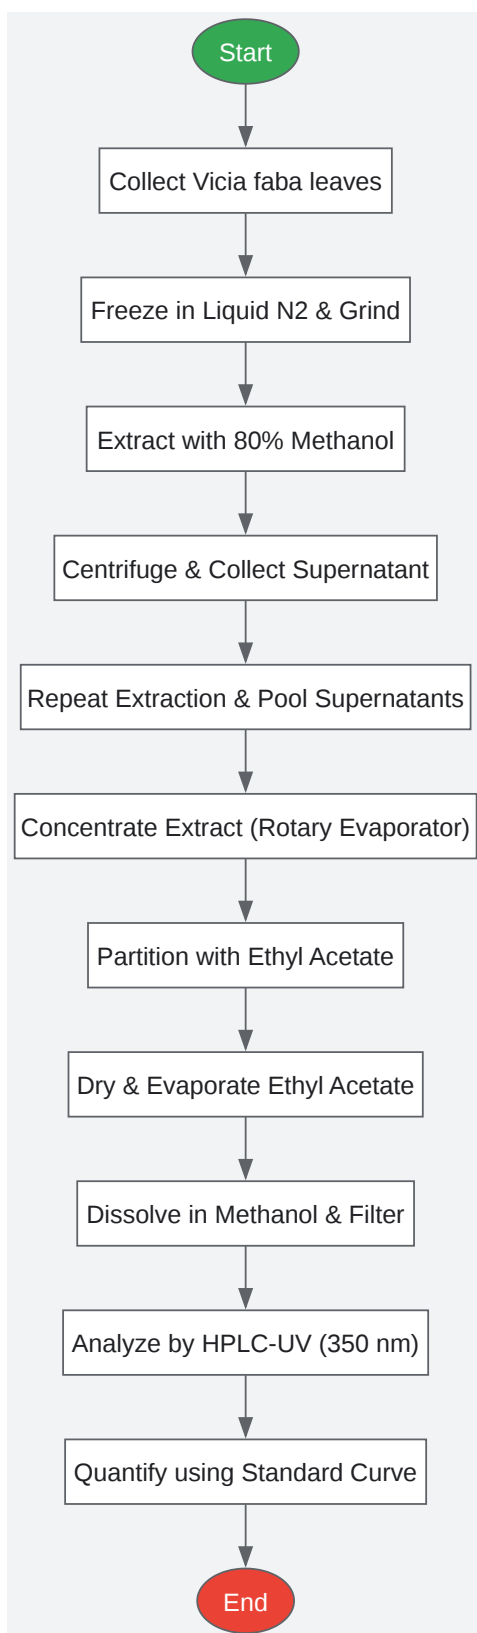 Start
Collect Vicia faba leaves
Freeze in Liquid N2 & Grind
Extract with 80% Methanol
Centrifuge & Collect Supernatant
Repeat Extraction & Pool Supernatants
Concentrate Extract (Rotary Evaporator)
Partition with Ethyl Acetate
Dry & Evaporate Ethyl Acetate
Dissolve in Methanol & Filter
Analyze by HPLC-UV (350 nm)
Quantify using Standard Curve
End